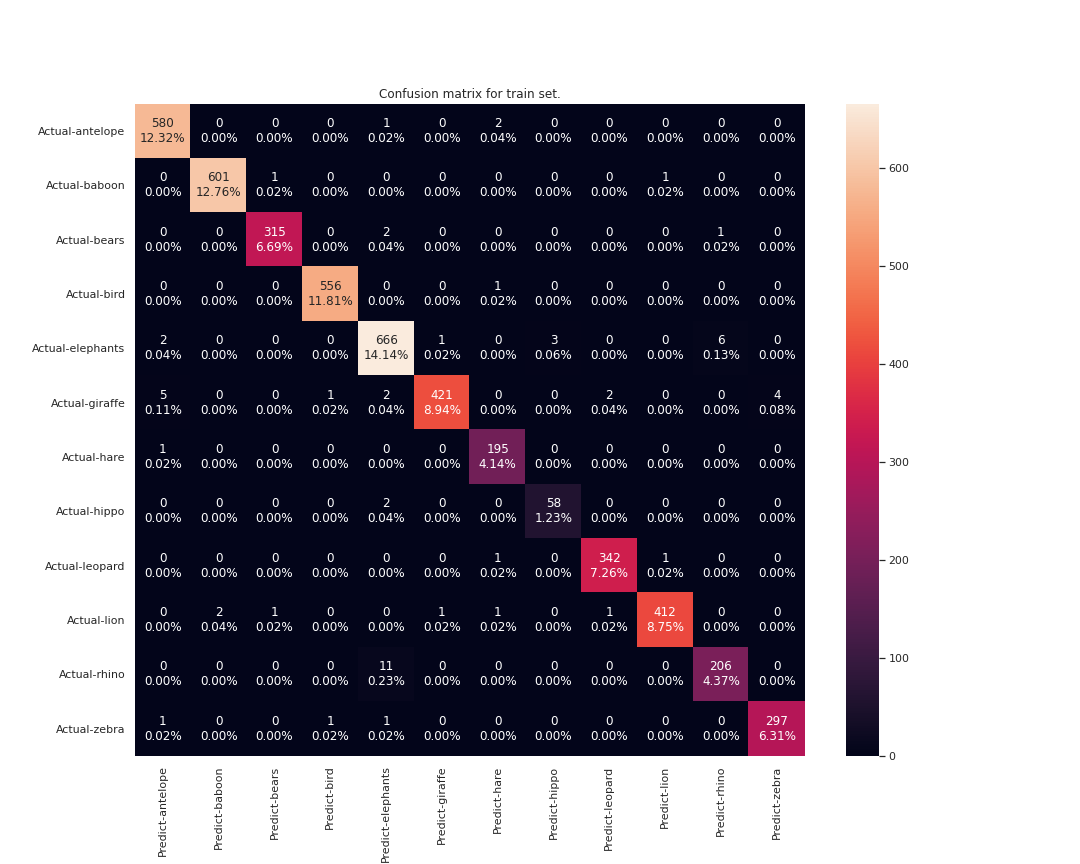 Confusion matrix for train set.
Actual-antelope 580 0 0 0 1 0 2 0 0 0 0 0
12.32% 0.00% 0.00% 0.00% 0.02% 0.00% 0.04% 0.00% 0.00% 0.00% 0.00% 0.00%
Actual-baboon 0 601 1 0 0 0 0 0 0 1 0 0
0.00% 12.76% 0.02% 0.00% 0.00% 0.00% 0.00% 0.00% 0.00% 0.02% 0.00% 0.00%
Actual-bears 0 0 315 0 2 0 0 0 0 0 1 0
0.00% 0.00% 6.69% 0.00% 0.04% 0.00% 0.00% 0.00% 0.00% 0.00% 0.02% 0.00%
Actual-bird 0 0 0 556 0 0 1 0 0 0 0 0
0.00% 0.00% 0.00% 11.81% 0.00% 0.00% 0.02% 0.00% 0.00% 0.00% 0.00% 0.00%
Actual-elephants 2 0 0 0 666 1 0 3 0 0 6 0
0.04% 0.00% 0.00% 0.00% 14.14% 0.02% 0.00% 0.06% 0.00% 0.00% 0.13% 0.00%
Actual-giraffe 5 0 0 1 2 421 0 0 2 0 0 4
0.11% 0.00% 0.00% 0.02% 0.04% 8.94% 0.00% 0.00% 0.04% 0.00% 0.00% 0.08%
Actual-hare 1 0 0 0 0 0 195 0 0 0 0 0
0.02% 0.00% 0.00% 0.00% 0.00% 0.00% 4.14% 0.00% 0.00% 0.00% 0.00% 0.00%
Actual-hippo 0 0 0 0 2 0 0 58 0 0 0 0
0.00% 0.00% 0.00% 0.00% 0.04% 0.00% 0.00% 1.23% 0.00% 0.00% 0.00% 0.00%
Actual-leopard 0 0 0 0 0 0 1 0 342 1 0 0
0.00% 0.00% 0.00% 0.00% 0.00% 0.00% 0.02% 0.00% 7.26% 0.02% 0.00% 0.00%
Actual-lion 0 2 1 0 0 1 1 0 1 412 0 0
0.00% 0.04% 0.02% 0.00% 0.00% 0.02% 0.02% 0.00% 0.02% 8.75% 0.00% 0.00%
Actual-rhino 0 0 0 0 11 0 0 0 0 0 206 0
0.00% 0.00% 0.00% 0.00% 0.23% 0.00% 0.00% 0.00% 0.00% 0.00% 4.37% 0.00%
Actual-zebra 1 0 0 1 1 0 0 0 0 0 0 297
0.02% 0.00% 0.00% 0.02% 0.02% 0.00% 0.00% 0.00% 0.00% 0.00% 0.00% 6.31%
Predict-antelope
Predict-baboon
Predict-bears
Predict-bird
Predict-elephants
Predict-giraffe
Predict-hare
Predict-hippo
Predict-leopard
Predict-lion
Predict-rhino
Predict-zebra
600
500
400
300
200
100
0